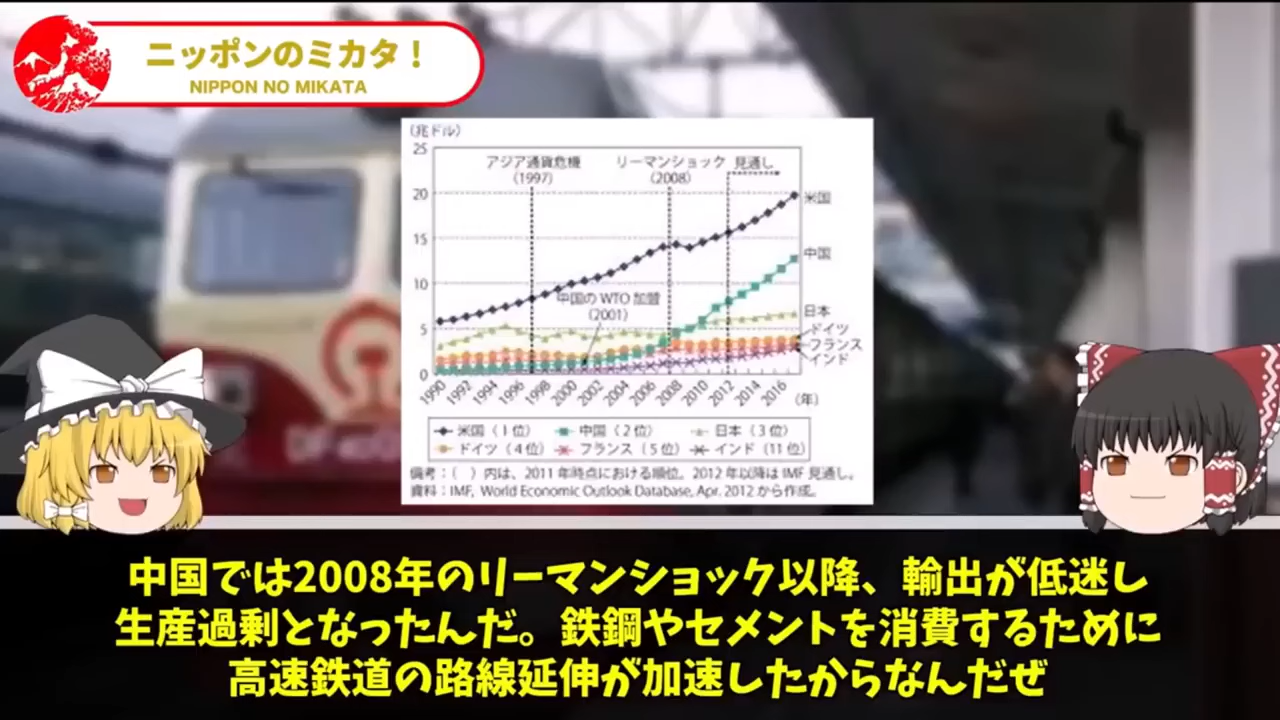 ニッポンのミカタ！
NIPPON NO MIKATA
（兆ドル）
25
20
15
10
5
0
アジア通貨危機
（1997）
リーマンショック
（2008）
見通し
中国の WTO 加盟
（2001）
米国
中国
日本
ドイツ
フランス
インド
1990 1992 1994 1996 1998 2000 2002 2004 2006 2008 2010 2012 2014 2016 （年）
米国（1位） 中国（2位） 日本（3位）
ドイツ（4位） フランス（5位） インド（11位）
備考：（ ）内は、2011年時点における順位。2012年以降は IMF 見通し。
資料：IMF, World Economic Outlook Database, Apr. 2012 から作成。
中国では2008年のリーマンショック以降、輸出が低迷し
生産過剰となったんだ。鉄鋼やセメントを消費するために
高速鉄道の路線延伸が加速したからなんだぜ